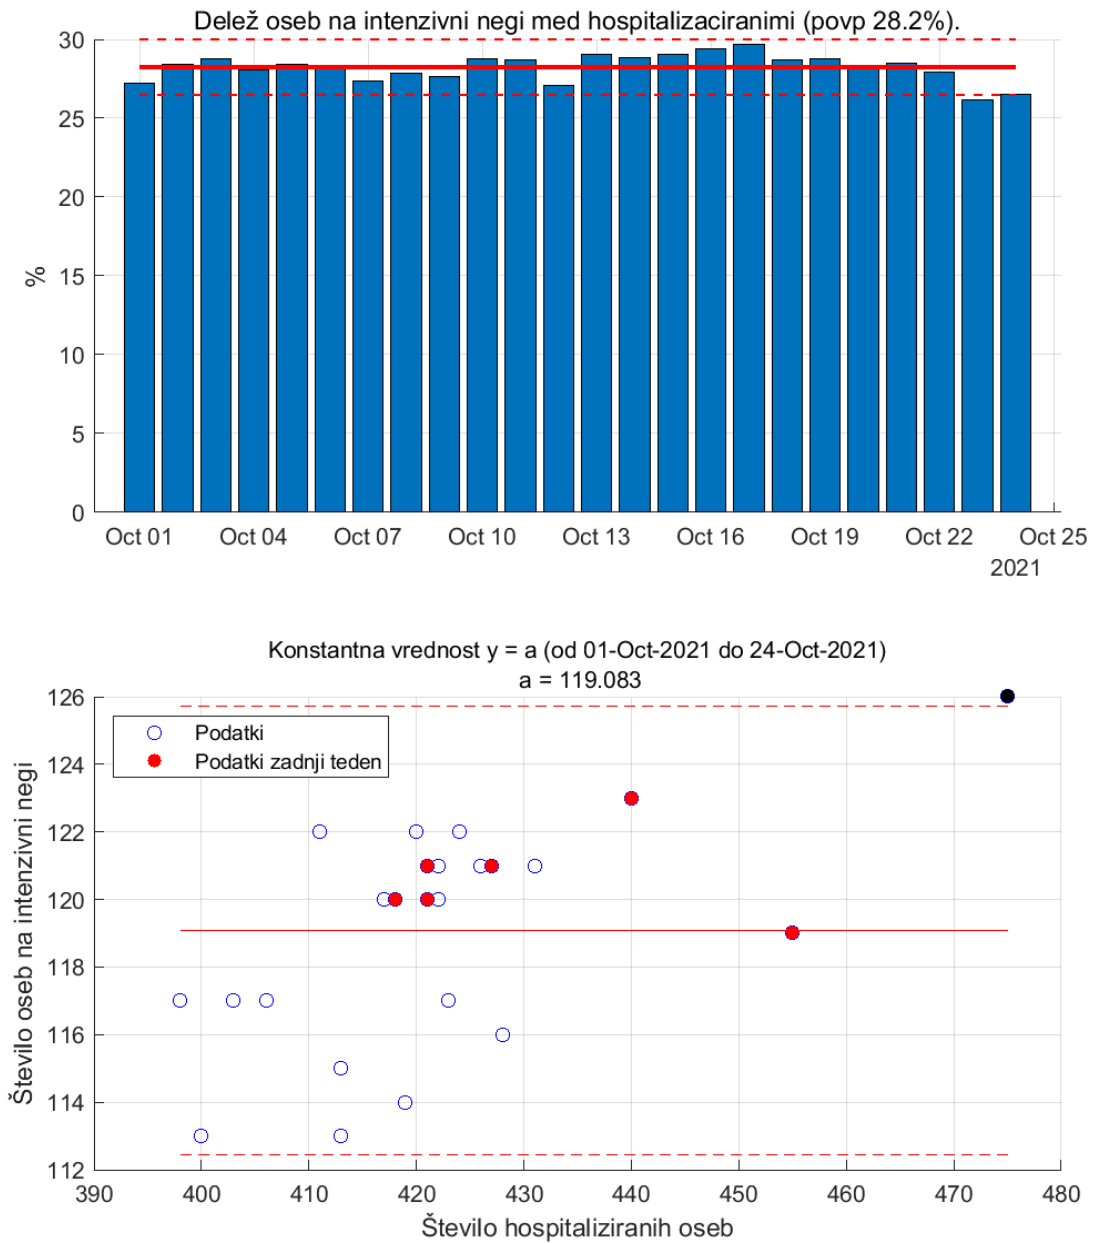 Delež oseb na intenzivni negi med hospitalizaciranimi (povp 28.2%).
30
25
20
15
10
5
0
%
Oct 01 Oct 04 Oct 07 Oct 10 Oct 13 Oct 16 Oct 19 Oct 22 Oct 25
2021
Konstantna vrednost y = a (od 01-Oct-2021 do 24-Oct-2021)
a = 119.083
126
124
122
120
118
116
114
112
Število oseb na intenzivni negi
Podatki
Podatki zadnji teden
390 400 410 420 430 440 450 460 470 480
Število hospitaliziranih oseb